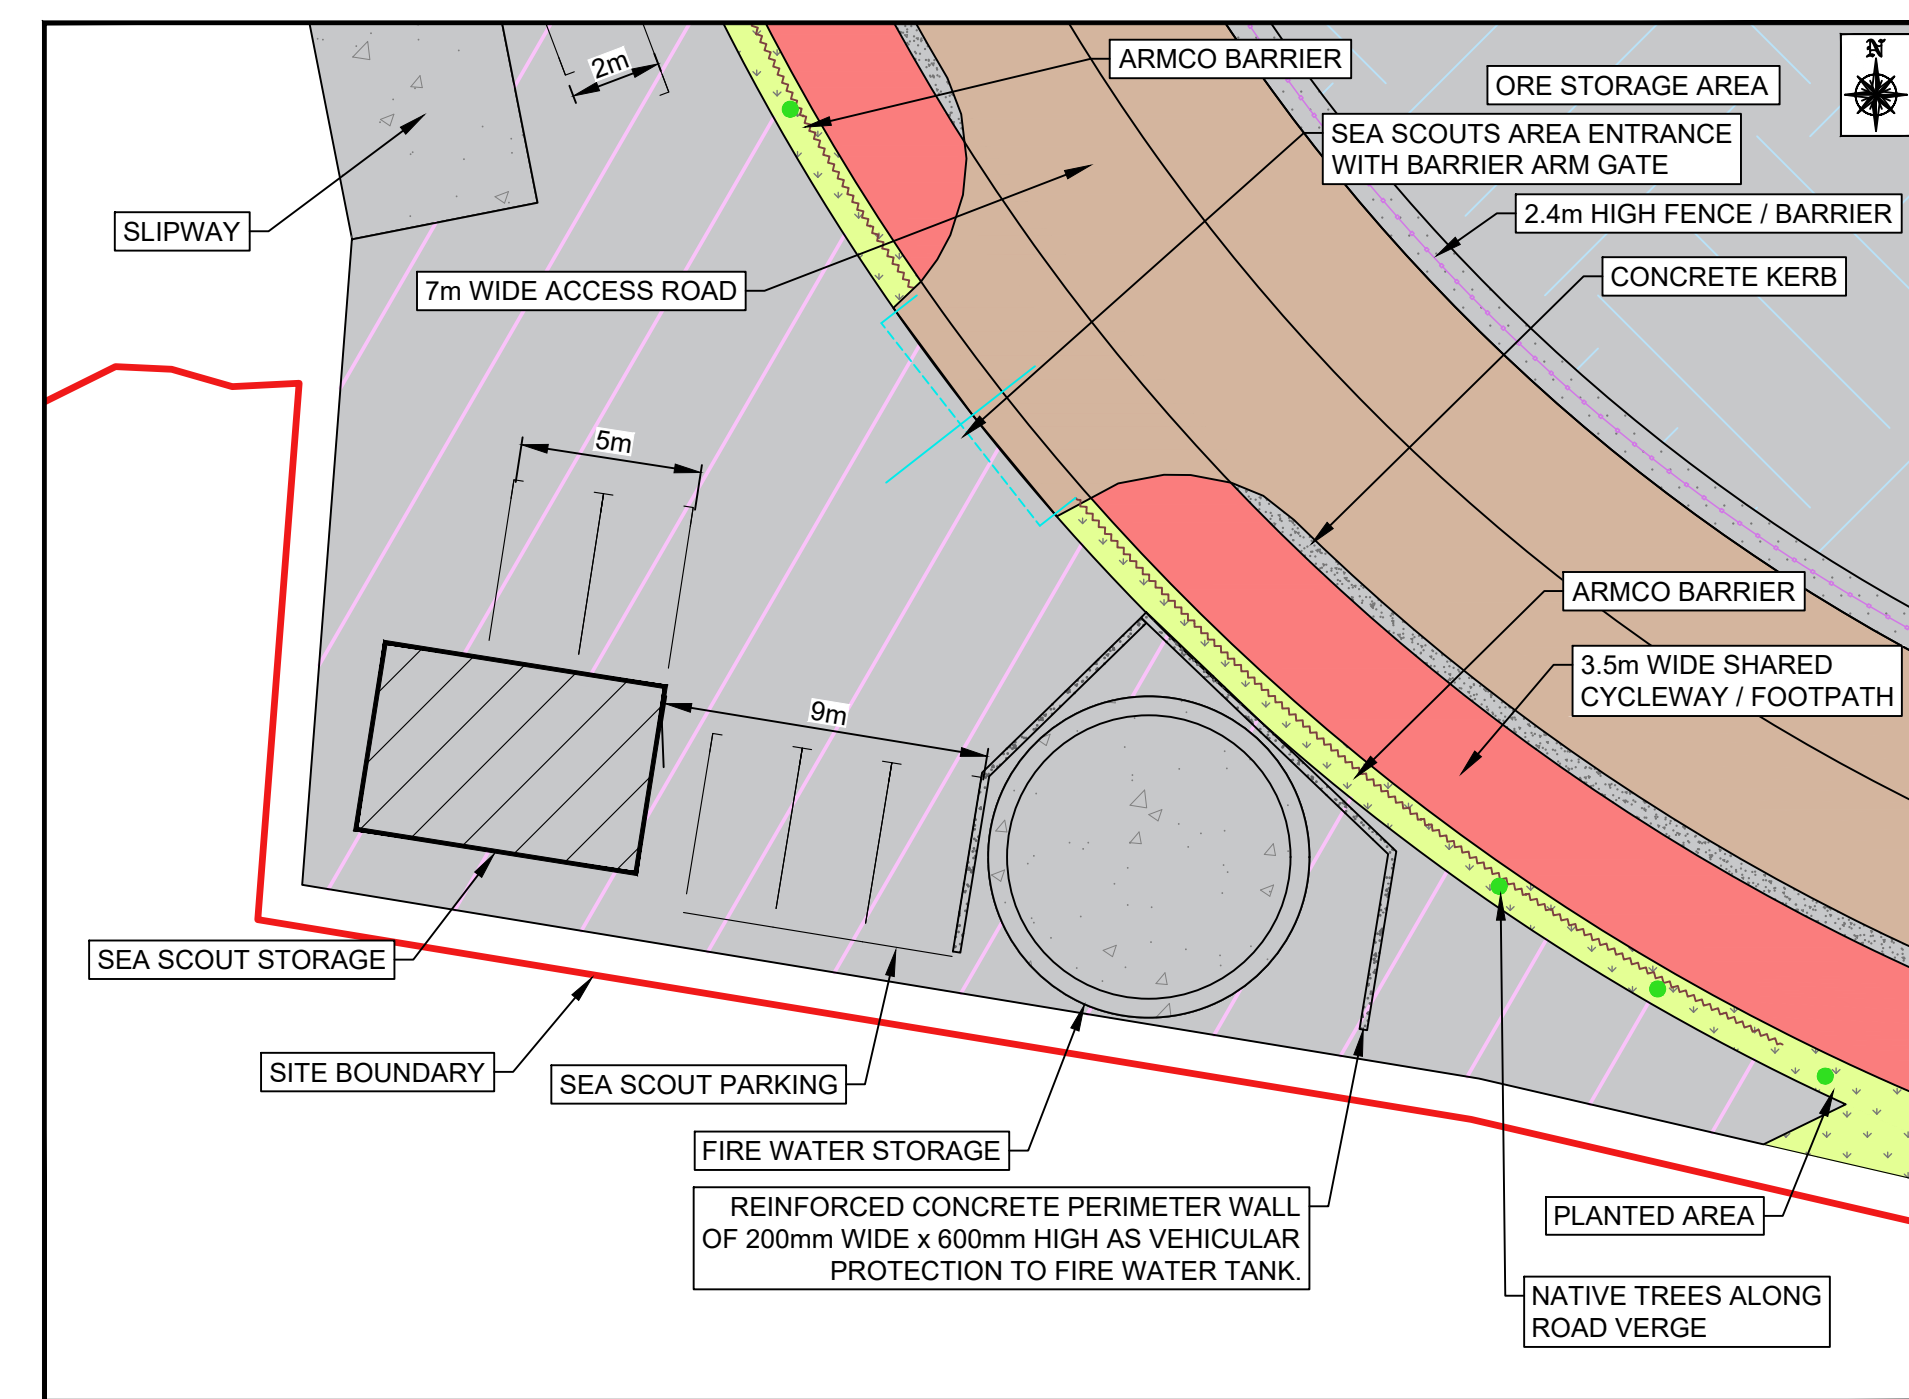 2m
ARMCO BARRIER
ORE STORAGE AREA
N
SEA SCOUTS AREA ENTRANCE
WITH BARRIER ARM GATE
SLIPWAY
2.4m HIGH FENCE / BARRIER
7m WIDE ACCESS ROAD
CONCRETE KERB
5m
ARMCO BARRIER
3.5m WIDE SHARED
CYCLEWAY / FOOTPATH
9m
SEA SCOUT STORAGE
SITE BOUNDARY
SEA SCOUT PARKING
FIRE WATER STORAGE
REINFORCED CONCRETE PERIMETER WALL
OF 200mm WIDE x 600mm HIGH AS VEHICULAR
PROTECTION TO FIRE WATER TANK.
PLANTED AREA
NATIVE TREES ALONG
ROAD VERGE